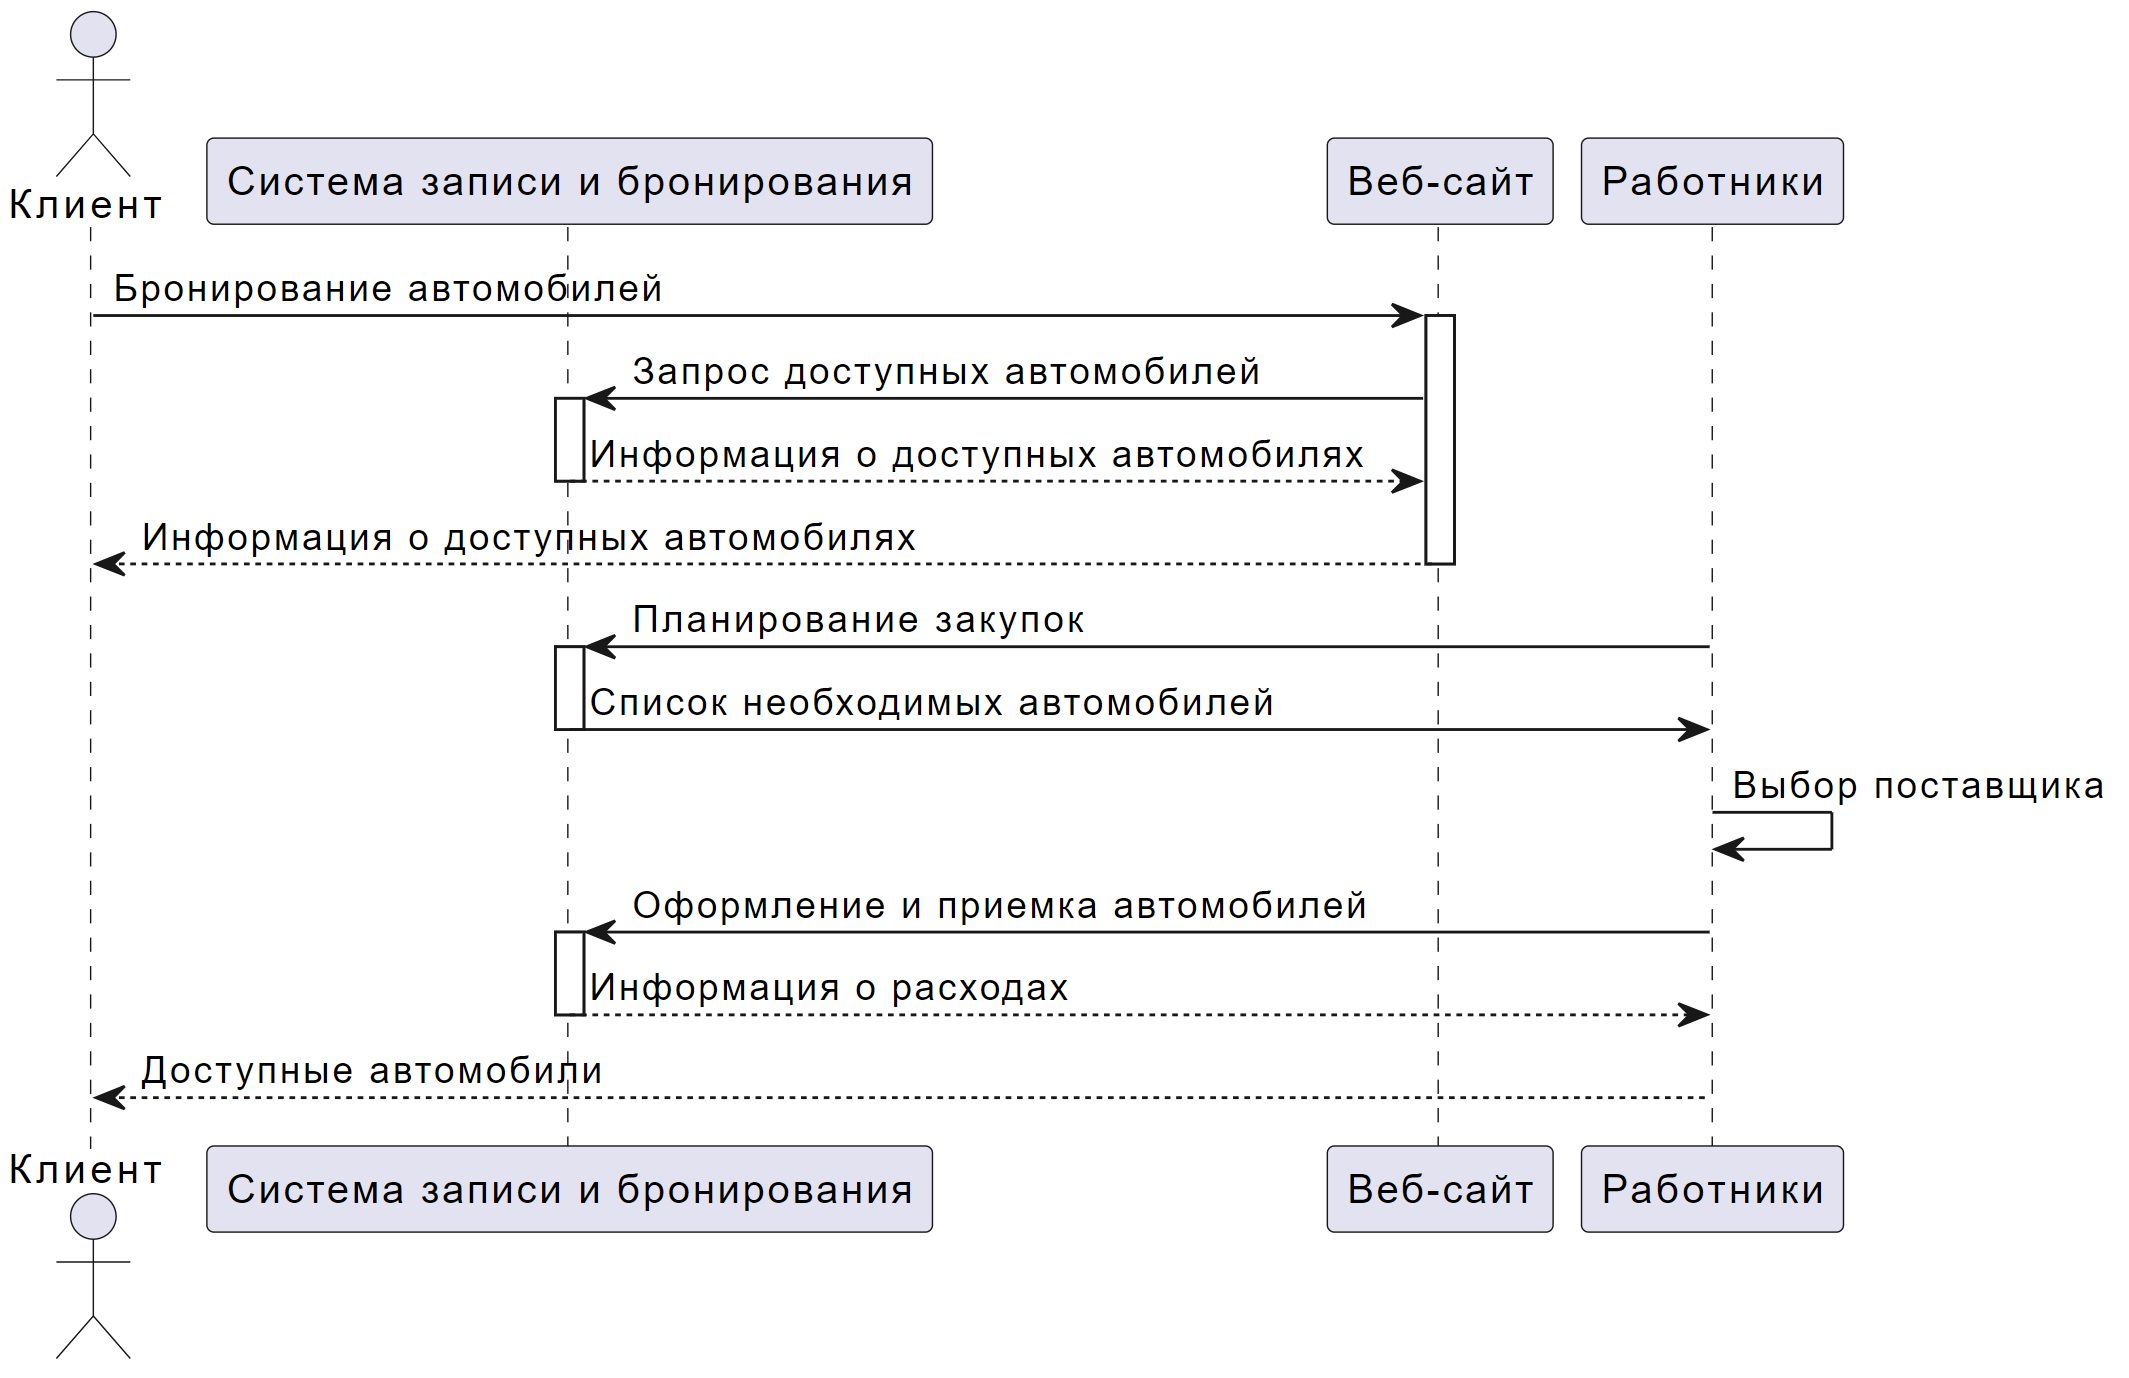 Клиент
Система записи и бронирования
Веб-сайт
Работники
Бронирование автомобилей
Запрос доступных автомобилей
Информация о доступных автомобилях
Информация о доступных автомобилях
Планирование закупок
Список необходимых автомобилей
Выбор поставщика
Оформление и приемка автомобилей
Информация о расходах
Доступные автомобили
Клиент
Система записи и бронирования
Веб-сайт
Работники